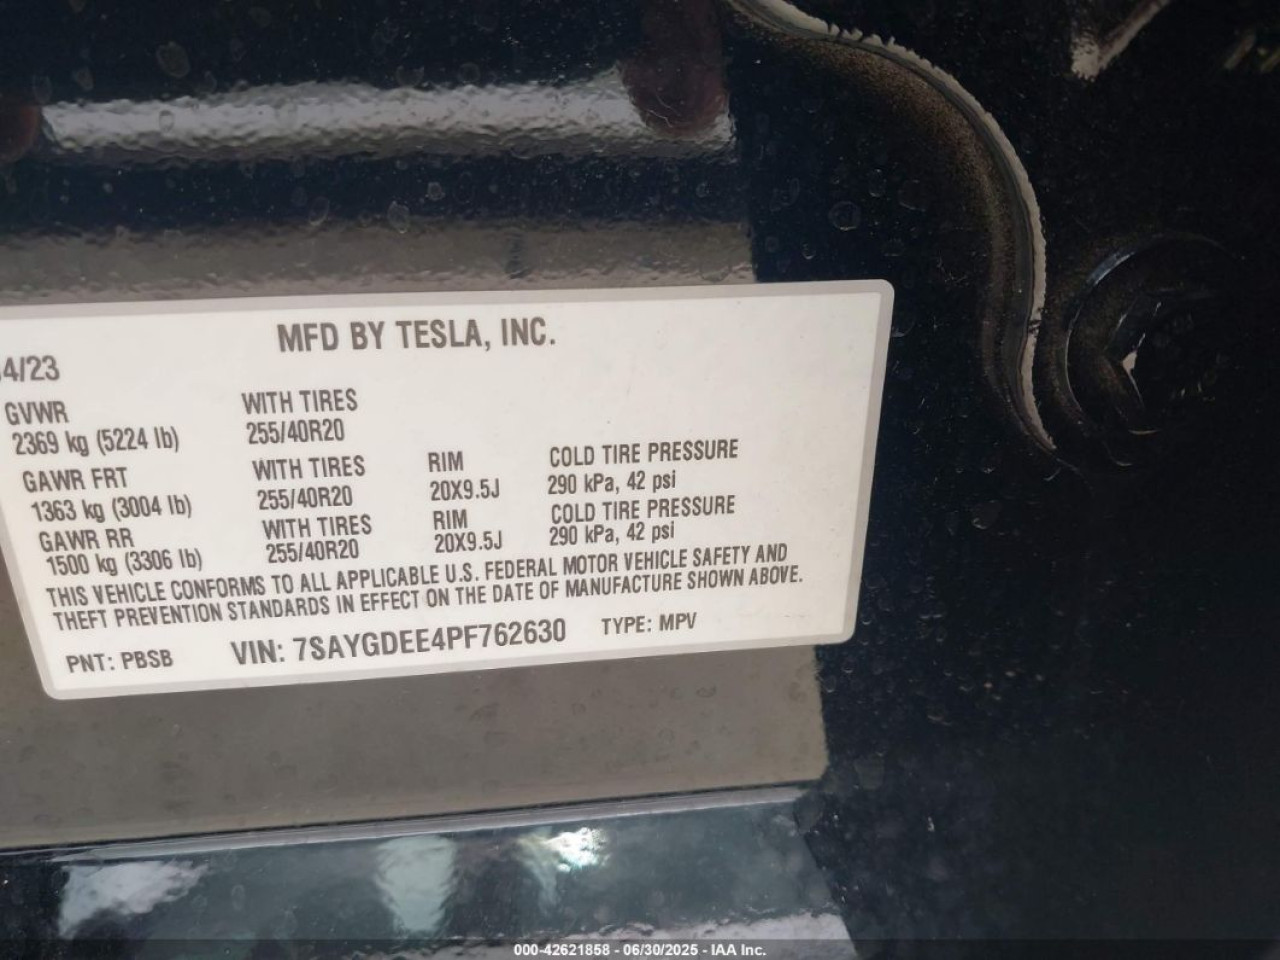 MFD BY TESLA, INC.
4/23
GVWR WITH TIRES
2369 kg (5224 lb) 255/40R20
GAWR FRT WITH TIRES RIM COLD TIRE PRESSURE
1363 kg (3004 lb) 255/40R20 20X9.5J 290 kPa, 42 psi
GAWR RR WITH TIRES RIM COLD TIRE PRESSURE
1500 kg (3306 lb) 255/40R20 20X9.5J 290 kPa, 42 psi
THIS VEHICLE CONFORMS TO ALL APPLICABLE U.S. FEDERAL MOTOR VEHICLE SAFETY AND
THEFT PREVENTION STANDARDS IN EFFECT ON THE DATE OF MANUFACTURE SHOWN ABOVE.
PNT: PBSB VIN: 7SAYGDEE4PF762630 TYPE: MPV
000-42621858 - 06/30/2025 - IAA Inc.